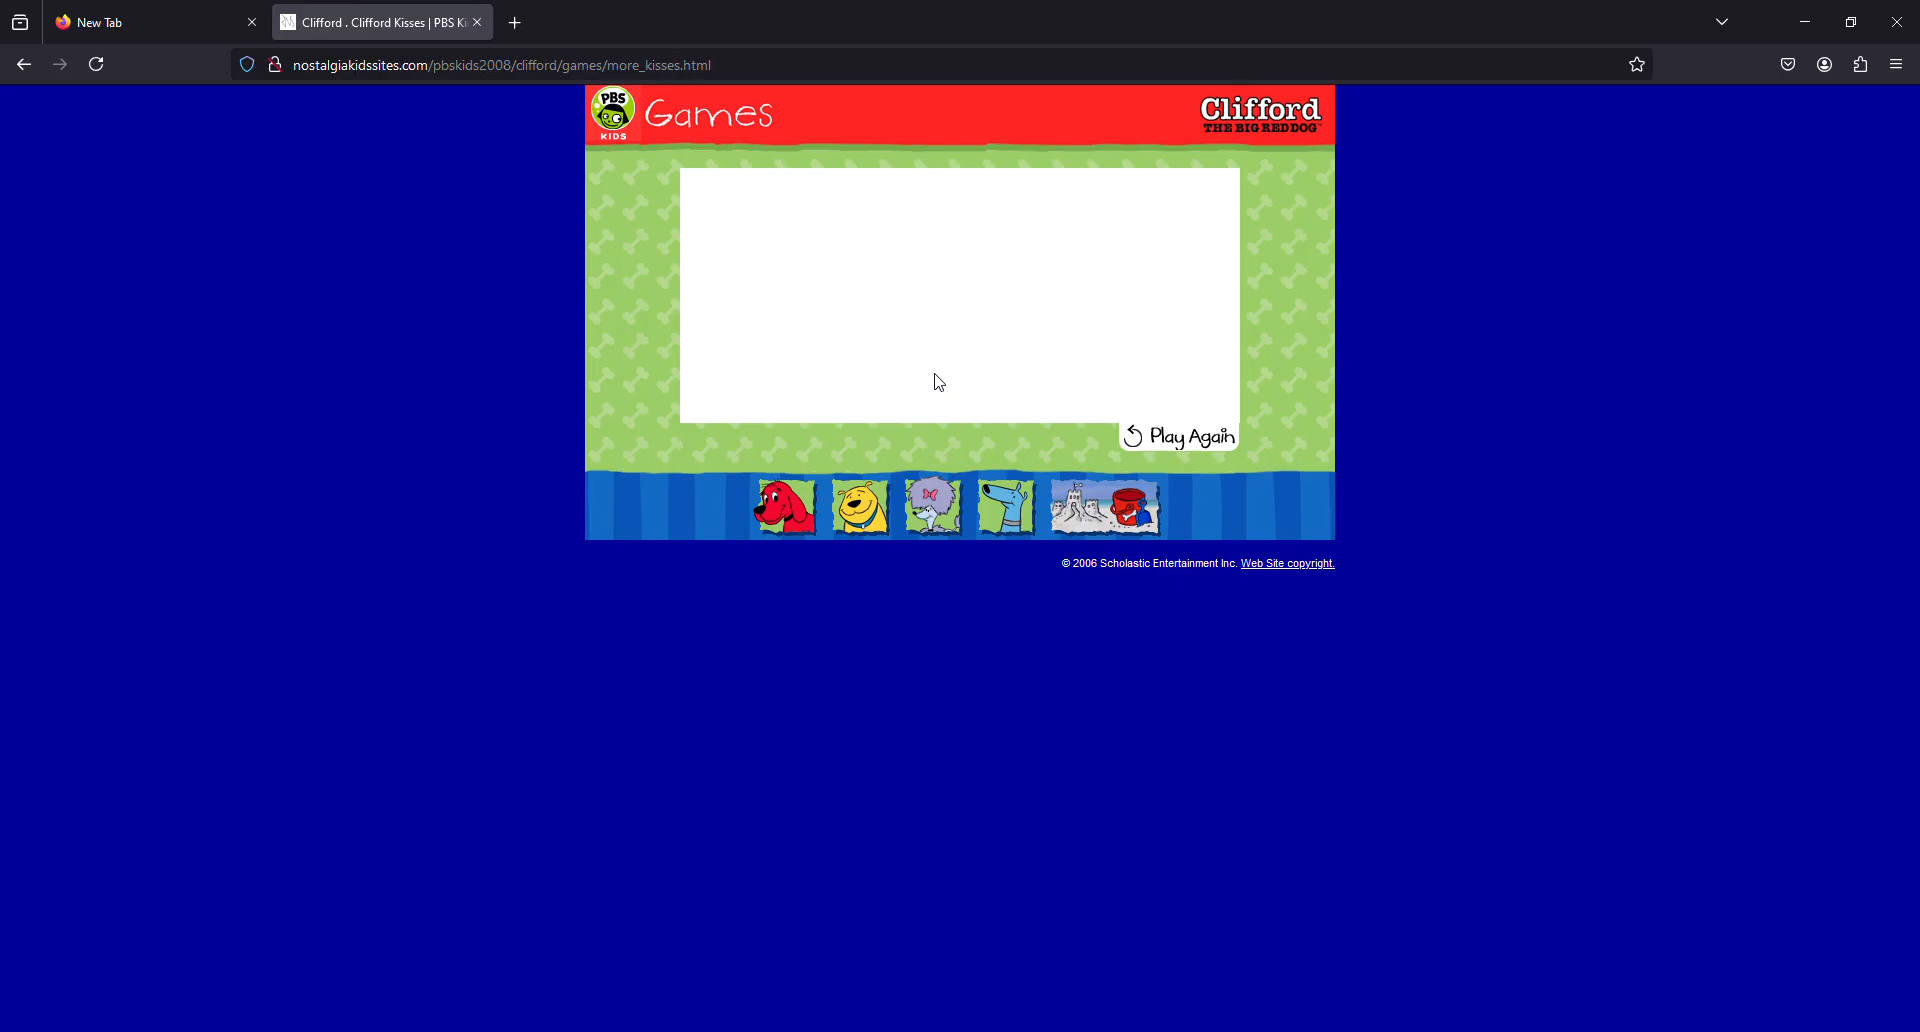 New Tab
Clifford . Clifford Kisses | PBS Ki
nostalgiakidssites.com/pbskids2008/clifford/games/more_kisses.html
PBS
KIDS
Games
Clifford
THE BIG RED DOG™
Play Again
© 2006 Scholastic Entertainment Inc. Web Site copyright.